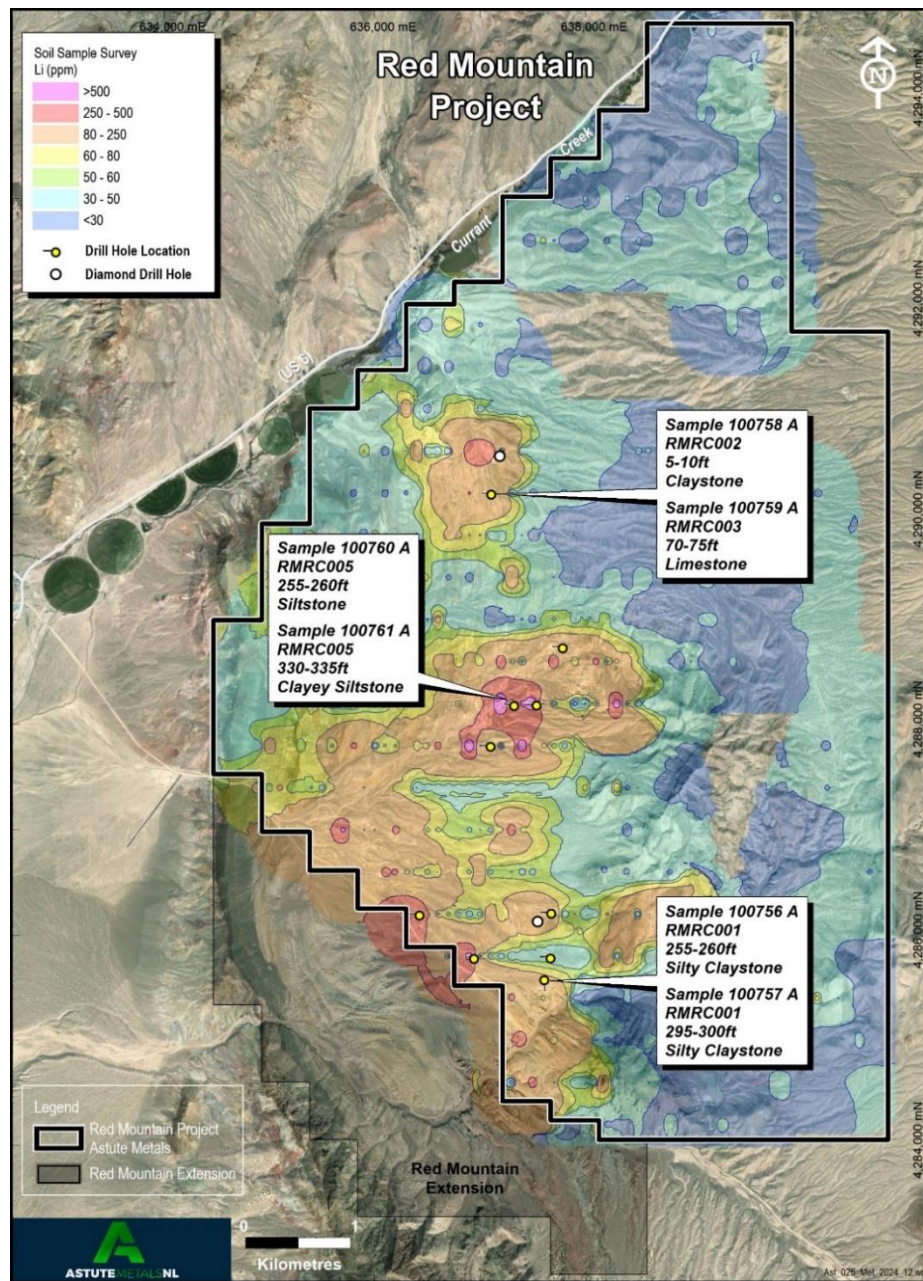 634,000 mE
636,000 mE
638,000 mE
Soil Sample Survey
Li (ppm)
>500
250 - 500
80 - 250
60 - 80
50 - 60
30 - 50
<30
Drill Hole Location
Diamond Drill Hole
Red Mountain
Project
N
4,294,000 mN
Creek
Currant
4,292,000 mN
(US 6)
Sample 100758 A
RMRC002
5-10ft
Claystone
Sample 100759 A
RMRC003
70-75ft
Limestone
4,290,000 mN
Sample 100760 A
RMRC005
255-260ft
Siltstone
Sample 100761 A
RMRC005
330-335ft
Clayey Siltstone
4,288,000 mN
Sample 100756 A
RMRC001
255-260ft
Silty Claystone
Sample 100757 A
RMRC001
295-300ft
Silty Claystone
4,286,000 mN
Legend
Red Mountain Project
Astute Metals
Red Mountain Extension
4,284,000 mN
Red Mountain
Extension
0
1
Kilometres
ASTUTEMETALSNL